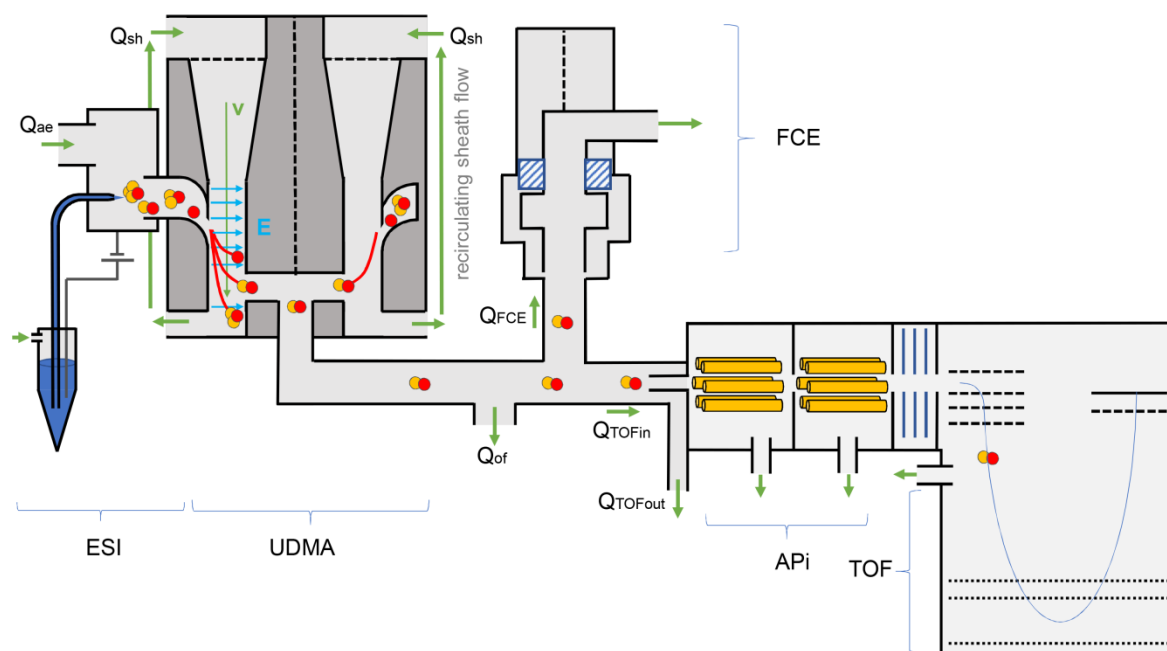 Qsh
Qsh
Qae
v
E
recirculating sheath flow
FCE
QFCE
QTOFin
Qof
QTOFout
ESI
UDMA
APi
TOF